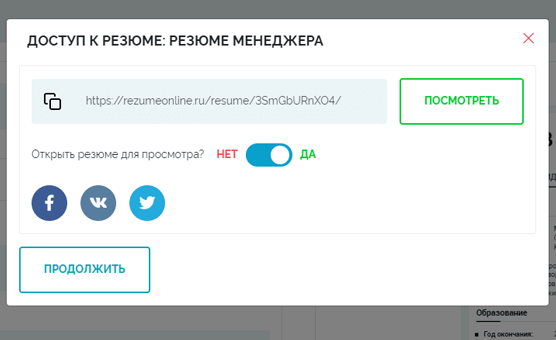 ДОСТУП К РЕЗЮМЕ: РЕЗЮМЕ МЕНЕДЖЕРА
https://rezumeonline.ru/resume/3SmGbURnXO4/
ПОСМОТРЕТЬ
Открыть резюме для просмотра? НЕТ ДА
ПРОДОЛЖИТЬ
Образование
Год окончания: